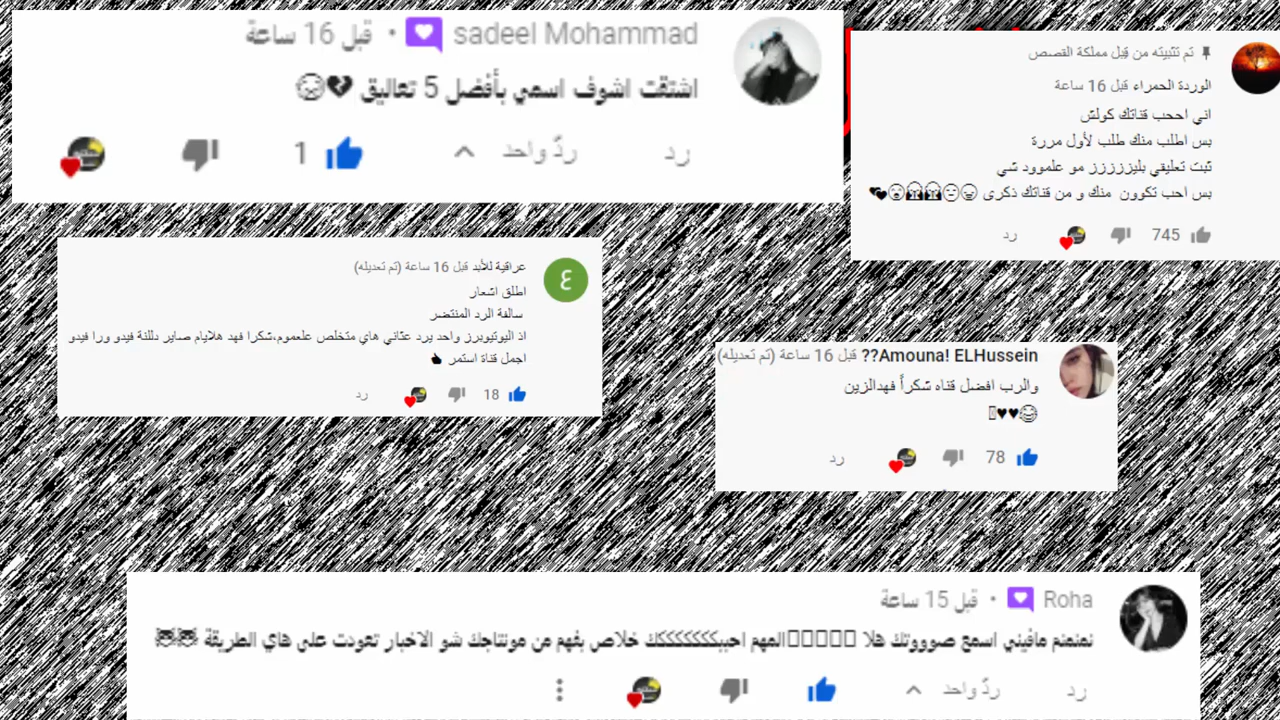 sadeel Mohammad • قبل 16 ساعة
اشتقت اشوف اسمي بأفضل 5 تعاليق
رد ردّ واحد 1
تم تثبيته من قِبل مملكة القصص
الوردة الحمراء قبل 16 ساعة
اني اححب قناتك كولش
بس اطلب منك طلب لأول مررة
ثبت تعليقي بليززززز مو علموود شي
بس احب تكوون منك و من قناتك ذكرى
745 رد
عراقية للأبد قبل 16 ساعة (تم تعديله)
اطلق اشعار
سالفة الرد المنتضر
اذ اليوتيوبرز واحد يرد عثاني هاي متخلص علموم،شكرا فهد هلايام صاير دللنة فيدو ورا فيدو
اجمل قناة استمر
18 رد
Amouna! ELHussein?? قبل 16 ساعة (تم تعديله)
والرب افضل قناه شكراً فهدالزين
78 رد
Roha • قبل 15 ساعة
نمنمنم مافيني اسمع صوووتك هلا المهم احيبككككككك خلاص بفهم من مونتاجك شو الاخبار تعودت على هاي الطريقة
رد ردّ واحد